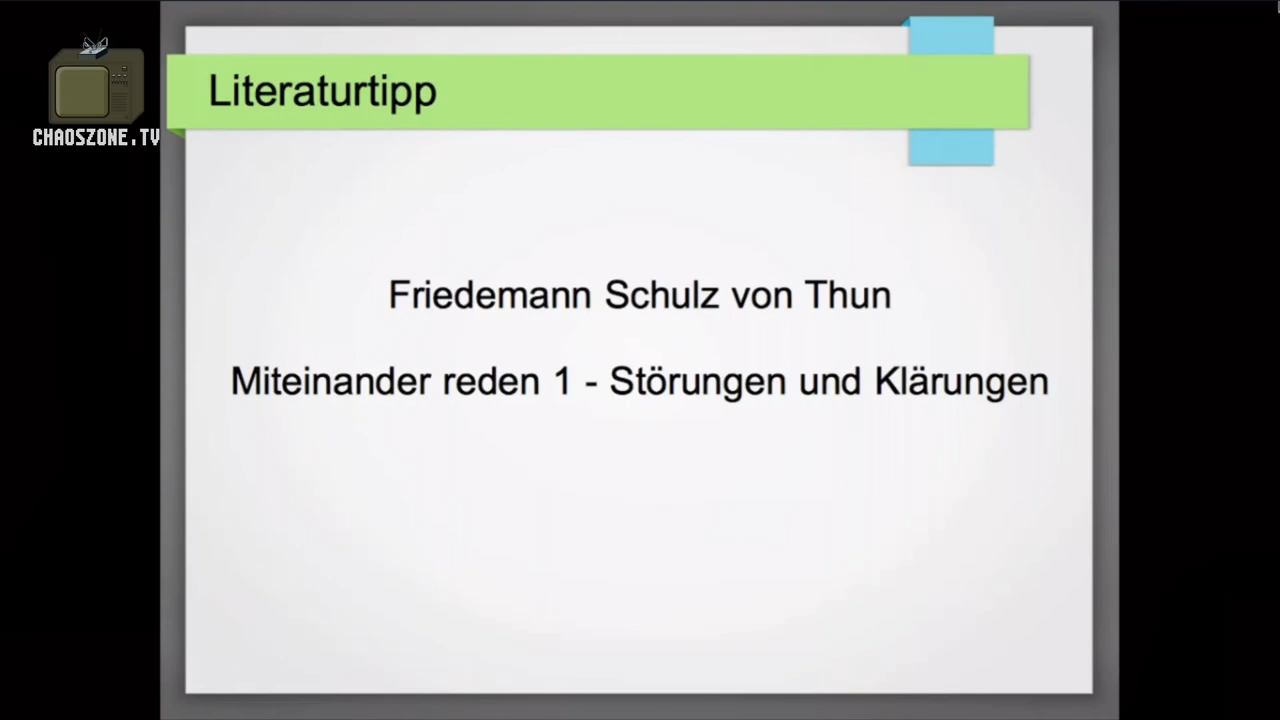 Literaturtipp
CHAOSZONE.TV
Friedemann Schulz von Thun
Miteinander reden 1 - Störungen und Klärungen